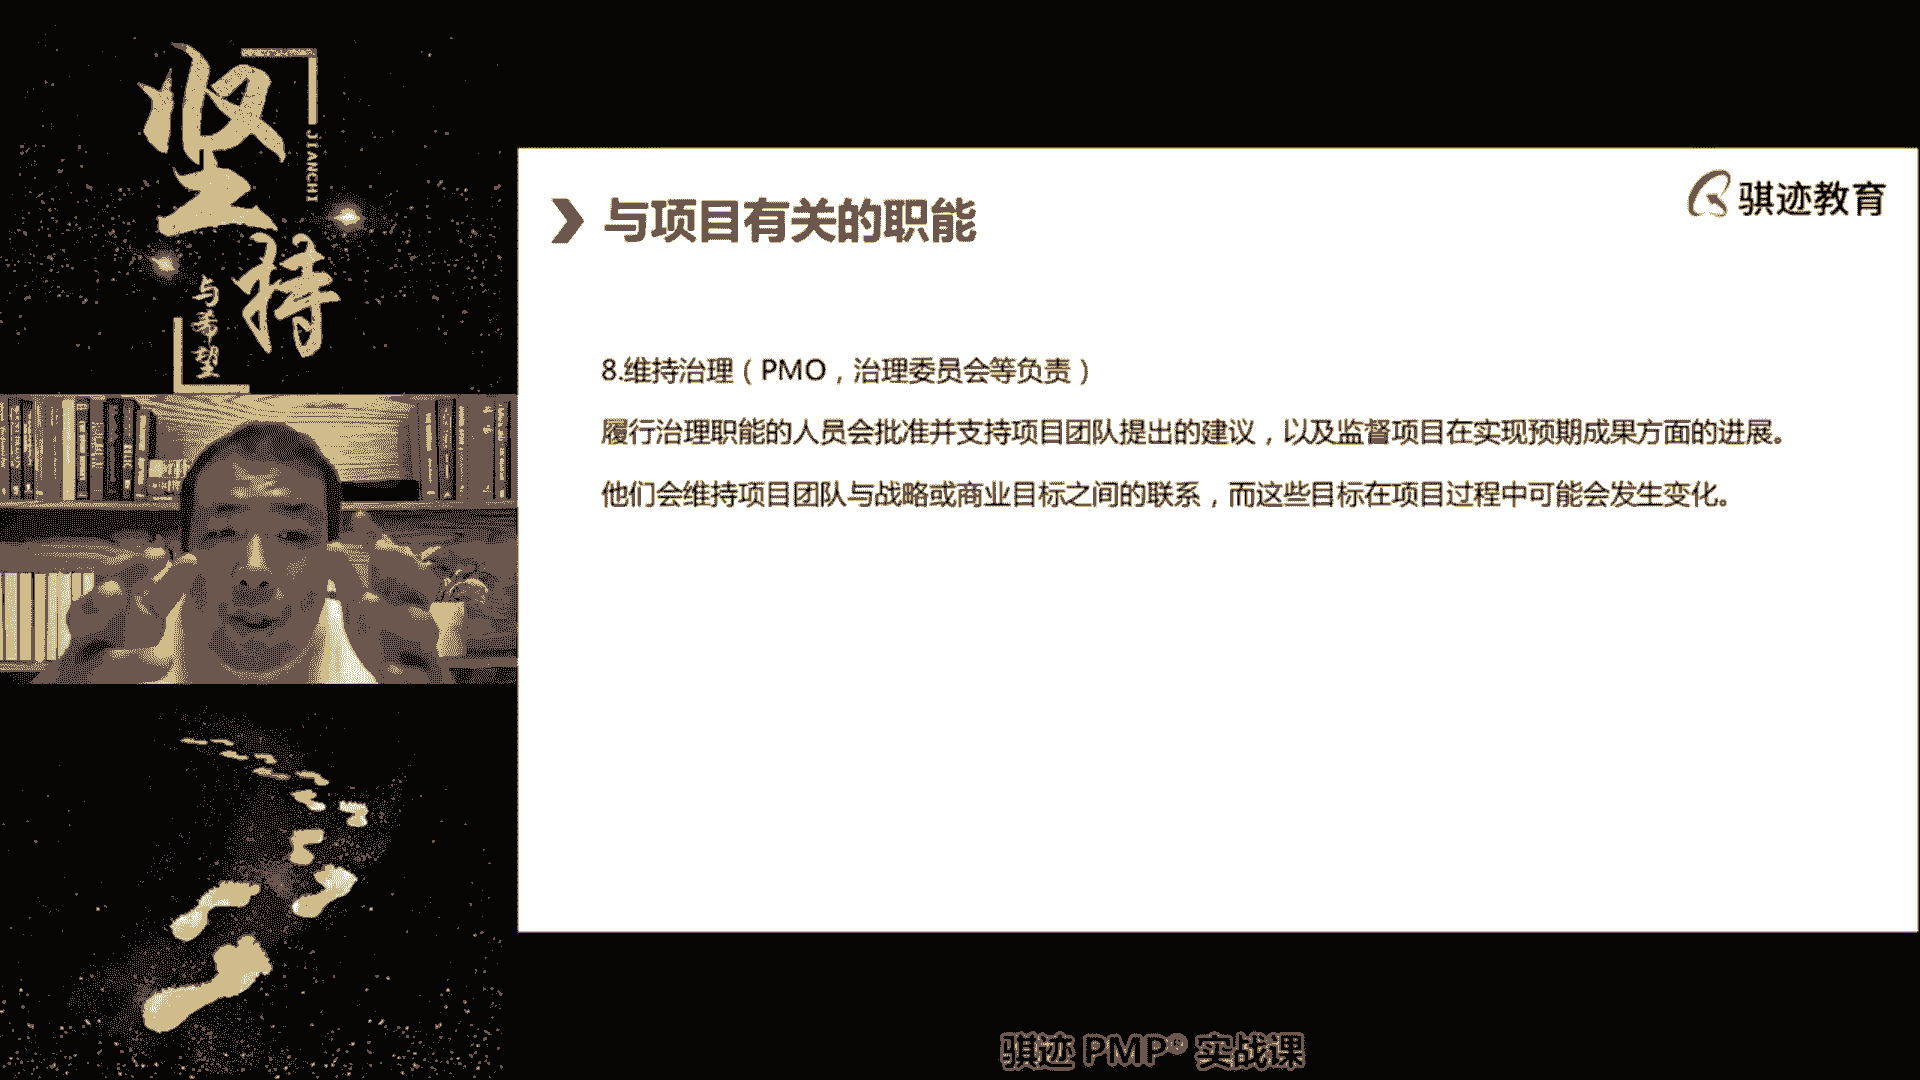 坚持
JIANCHI
与希望
骐迹教育
与项目有关的职能
8.维持治理（PMO，治理委员会等负责）
履行治理职能的人员会批准并支持项目团队提出的建议，以及监督项目在实现预期成果方面的进展。
他们会维持项目团队与战略或商业目标之间的联系，而这些目标在项目过程中可能会发生变化。
骐迹 PMP® 实战课